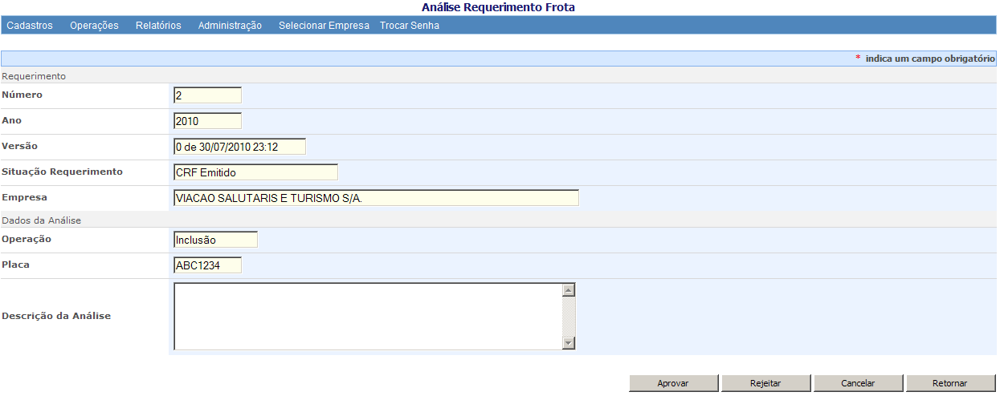 Análise Requerimento Frota
Cadastros Operações Relatórios Administração Selecionar Empresa Trocar Senha
* indica um campo obrigatório
Requerimento
Número 2
Ano 2010
Versão 0 de 30/07/2010 23:12
Situação Requerimento CRF Emitido
Empresa VIACAO SALUTARIS E TURISMO S/A.
Dados da Análise
Operação Inclusão
Placa ABC1234
Descrição da Análise
Aprovar Rejeitar Cancelar Retornar